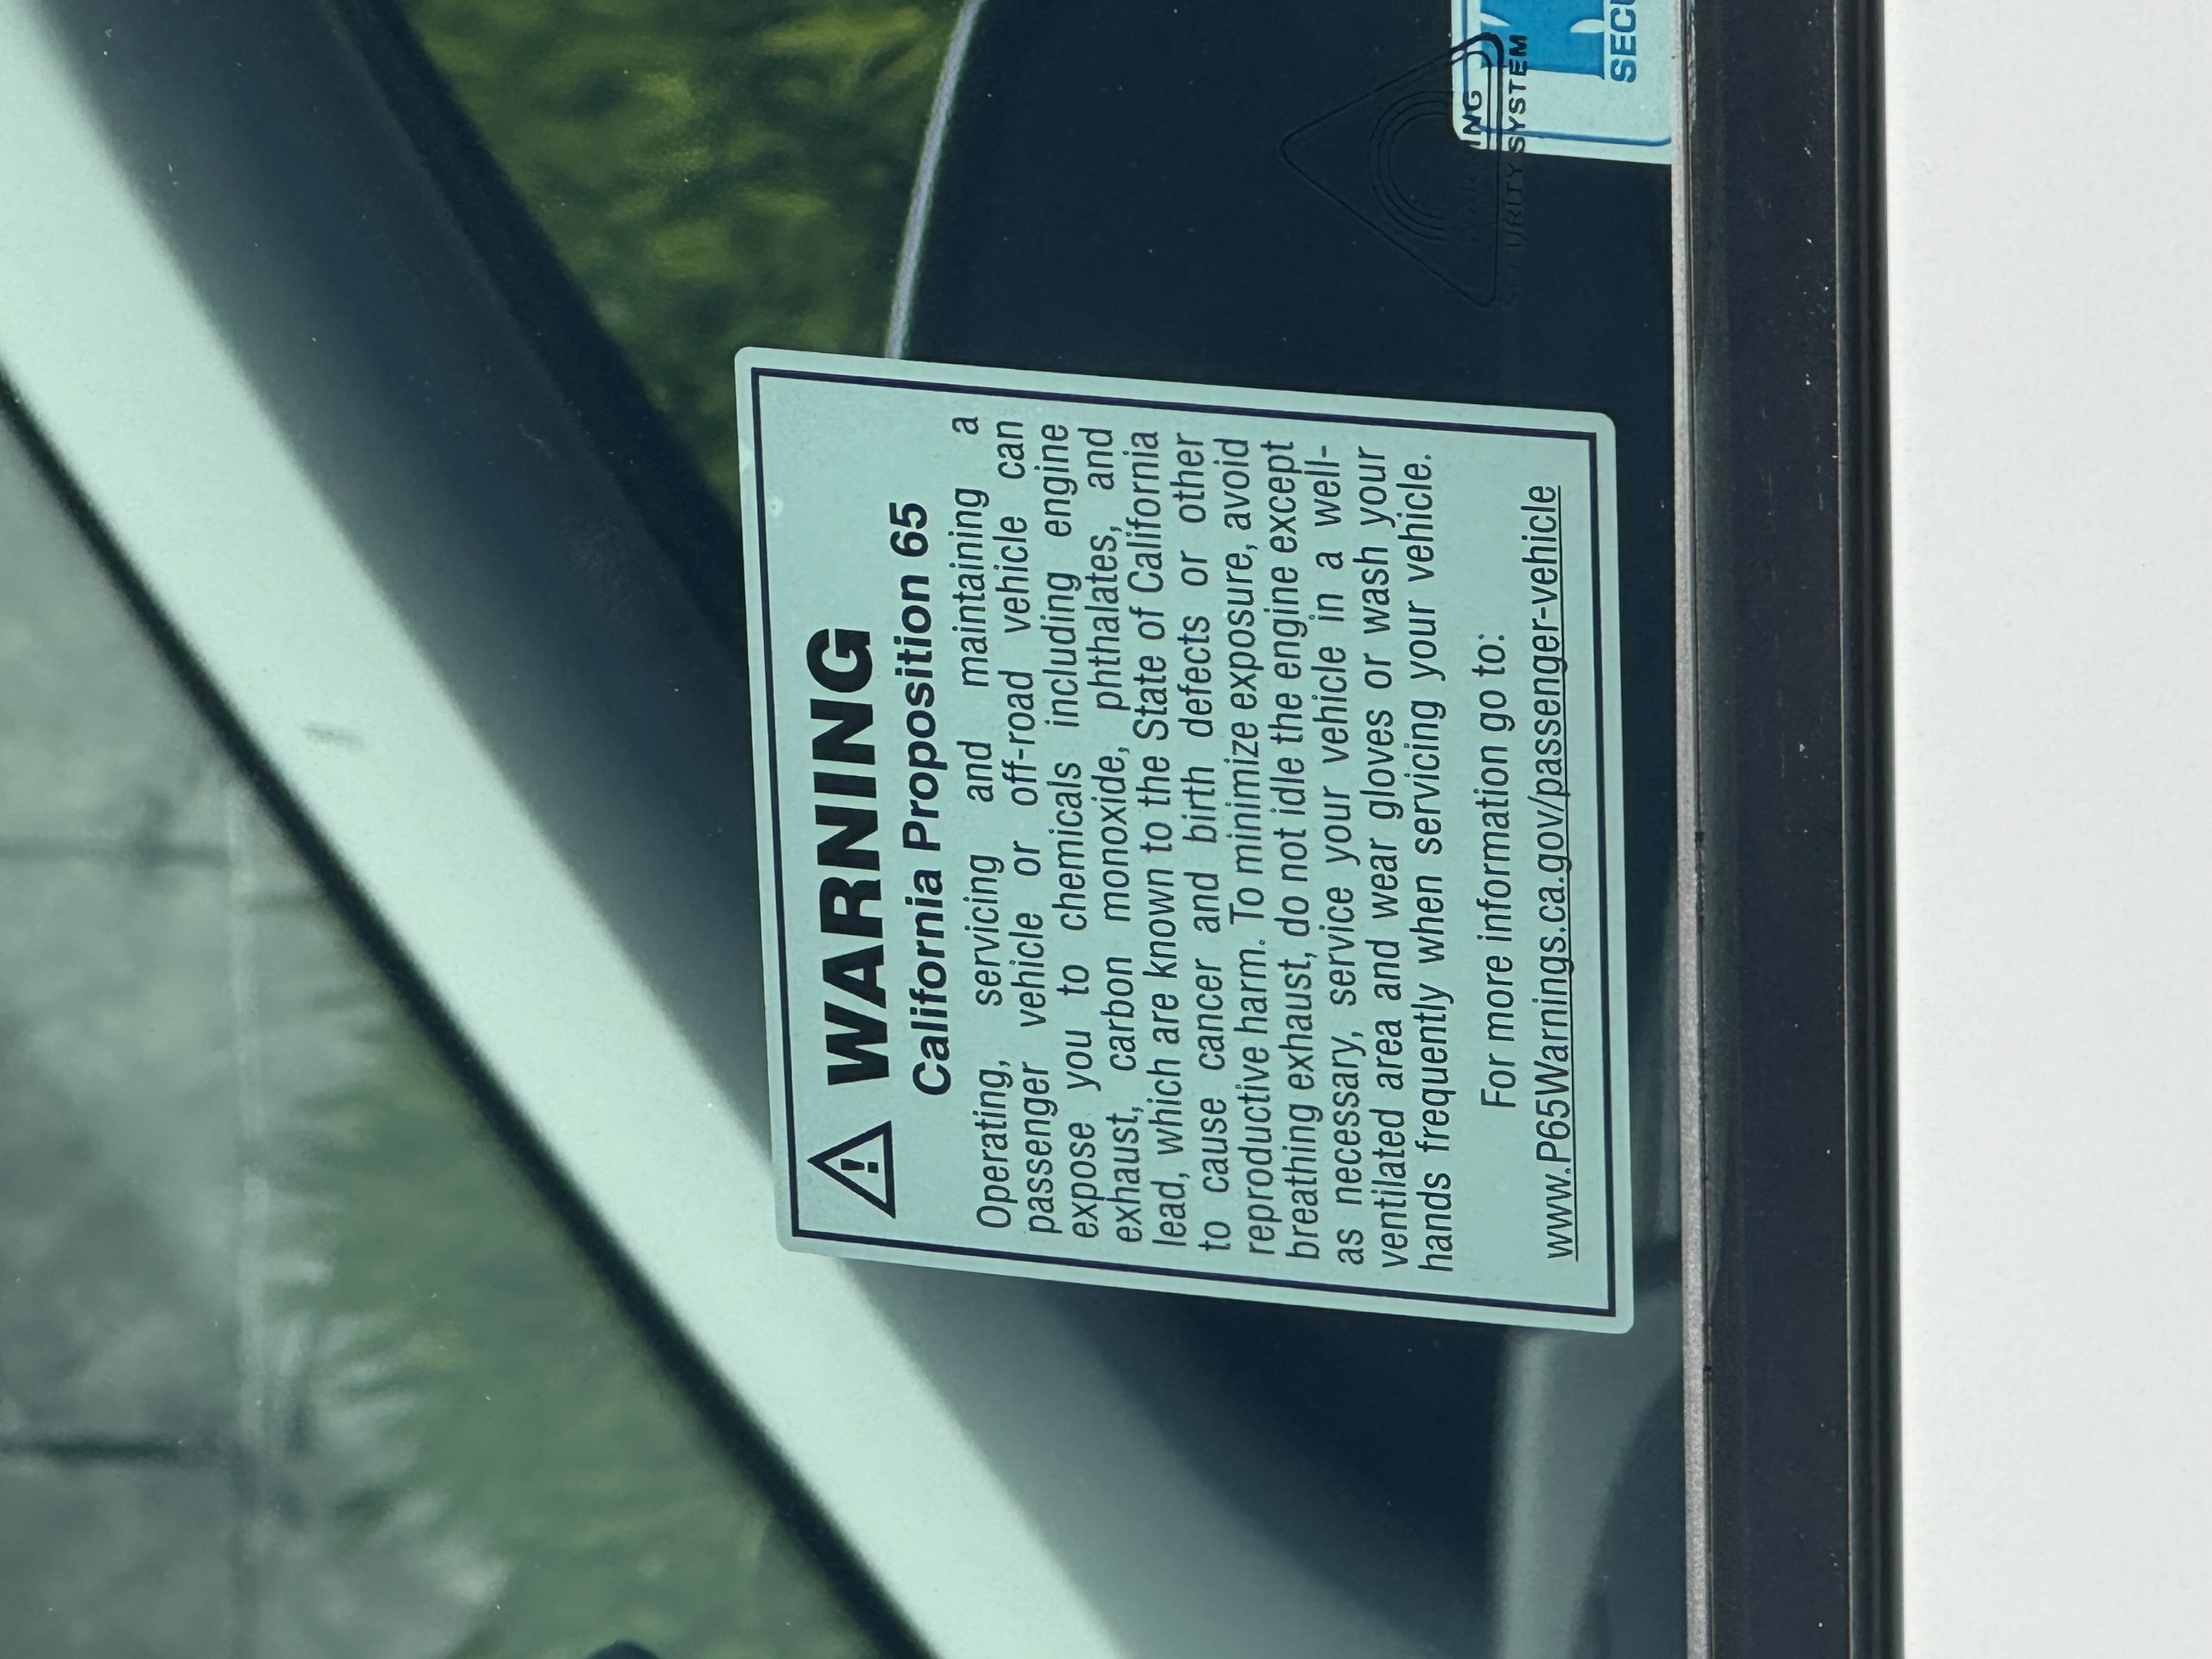 WARNING
California Proposition 65
Operating, servicing and maintaining a
passenger vehicle or off-road vehicle can
expose you to chemicals including engine
exhaust, carbon monoxide, phthalates, and
lead, which are known to the State of California
to cause cancer and birth defects or other
reproductive harm. To minimize exposure, avoid
breathing exhaust, do not idle the engine except
as necessary, service your vehicle in a well-
ventilated area and wear gloves or wash your
hands frequently when servicing your vehicle.
For more information go to:
www.P65Warnings.ca.gov/passenger-vehicle
WARNING
SECURITY SYSTEM